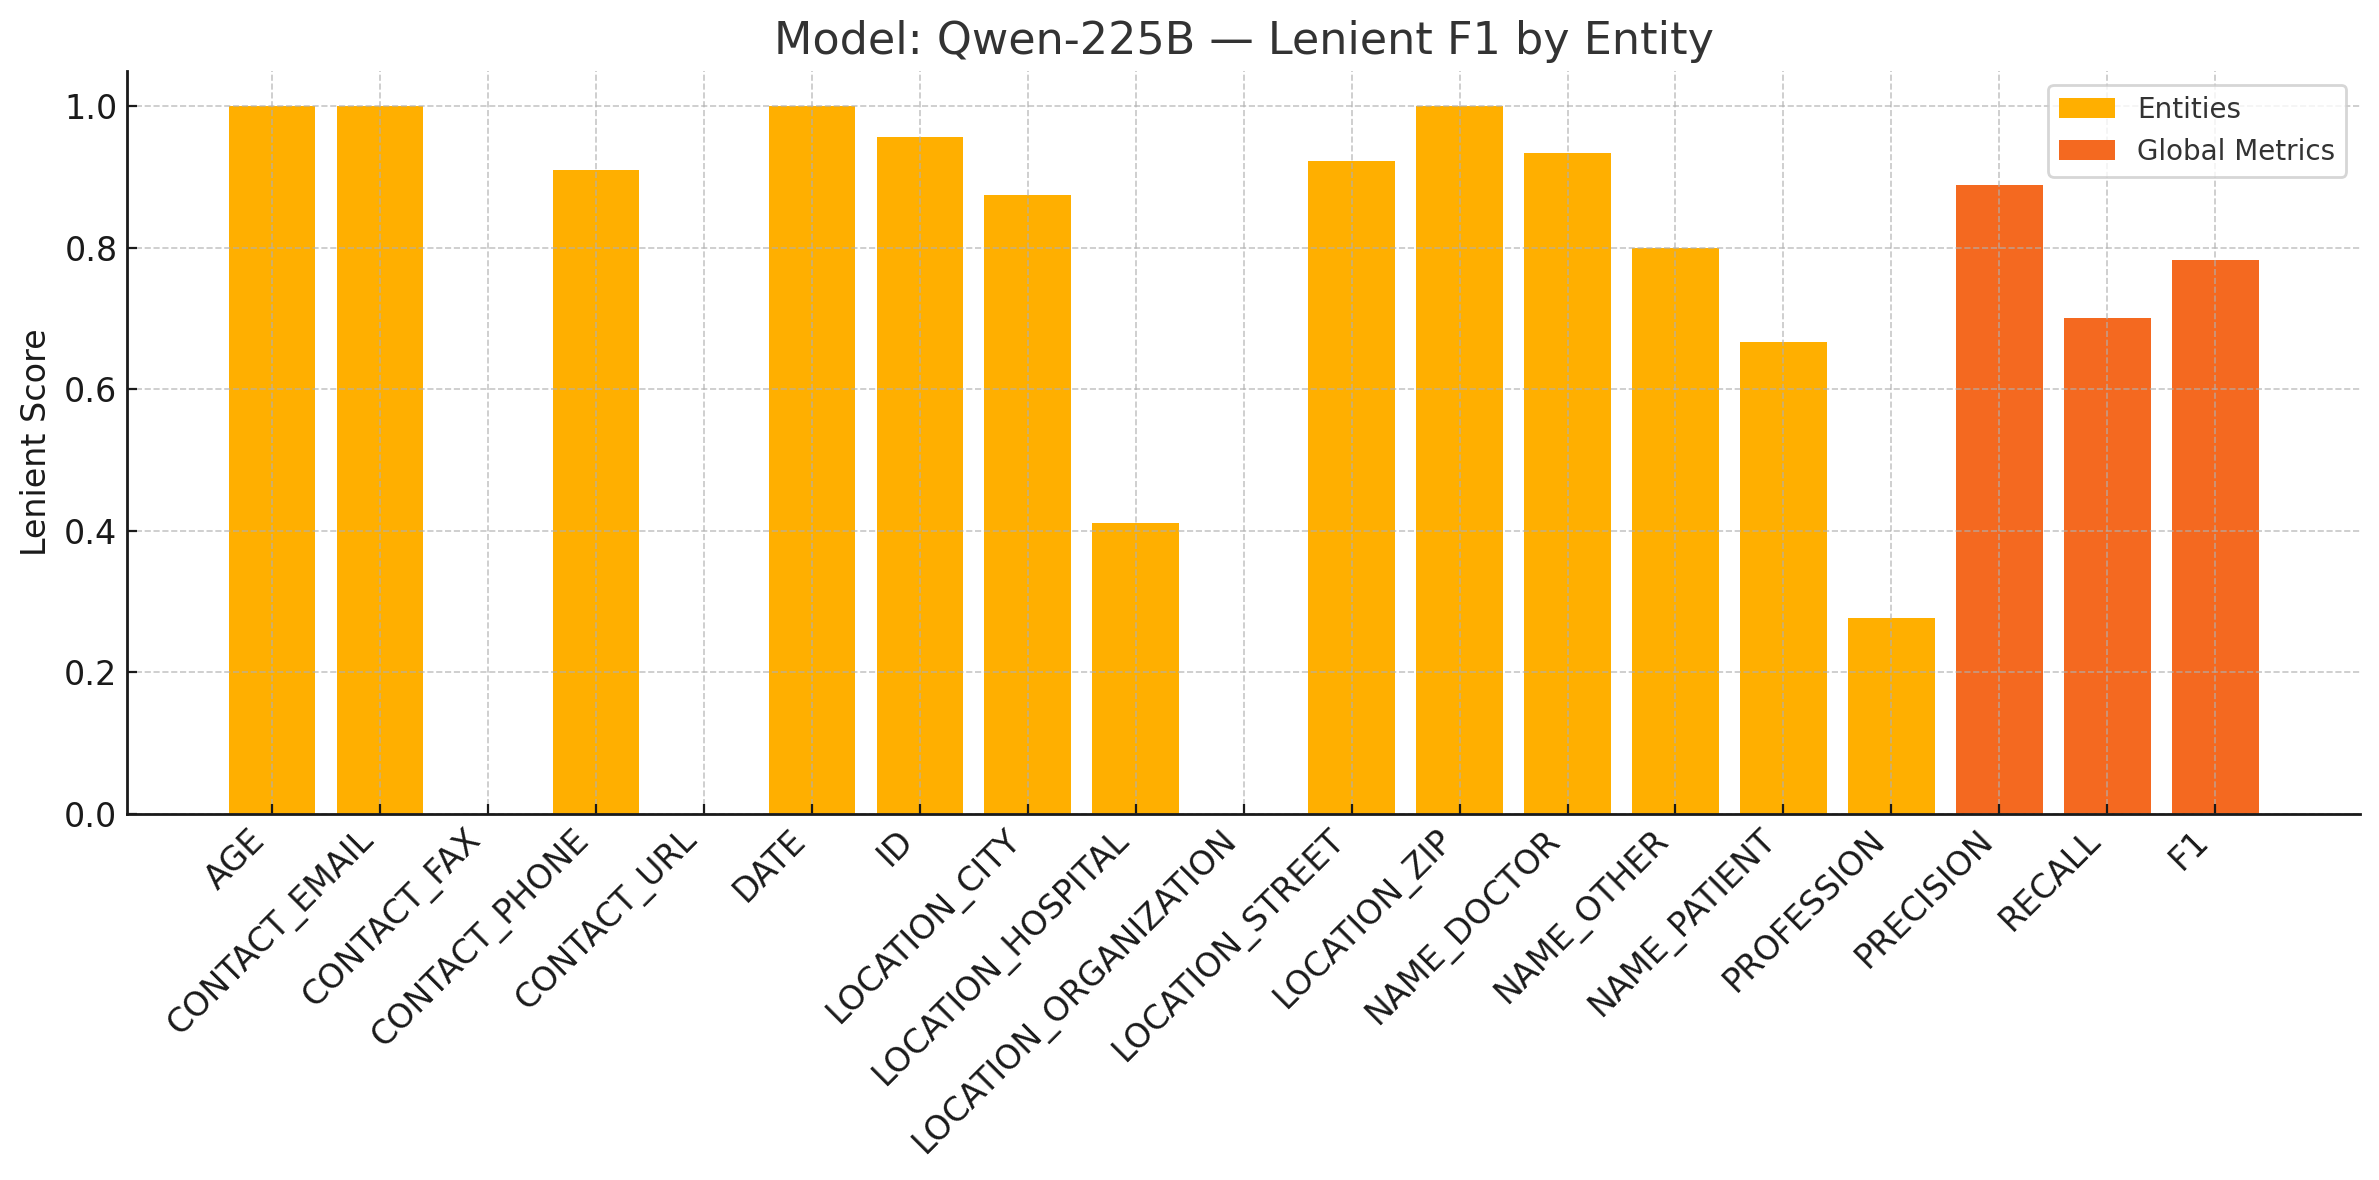 Model: Qwen-225B — Lenient F1 by Entity
Entities
Global Metrics
Lenient Score
1.0
0.8
0.6
0.4
0.2
0.0
AGE
CONTACT_EMAIL
CONTACT_FAX
CONTACT_PHONE
CONTACT_URL
DATE
ID
LOCATION_CITY
LOCATION_HOSPITAL
LOCATION_ORGANIZATION
LOCATION_STREET
LOCATION_ZIP
NAME_DOCTOR
NAME_OTHER
NAME_PATIENT
PROFESSION
PRECISION
RECALL
F1